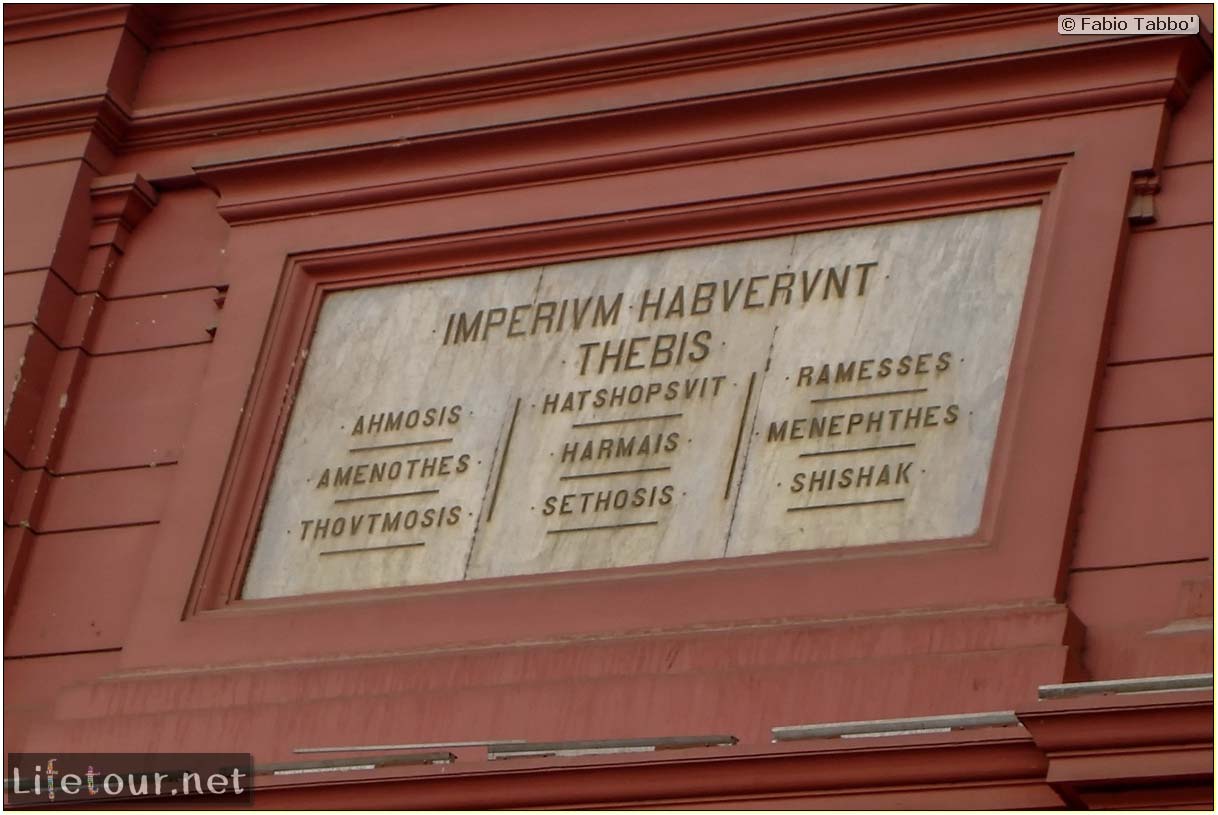 © Fabio Tabbo'
·IMPERIVM·HABVERVNT·
·THEBIS·
·AHMOSIS·
·AMENOTHES·
·THOVTMOSIS·
·HATSHOPSVIT·
·HARMAIS·
·SETHOSIS·
·RAMESSES·
·MENEPHTHES·
·SHISHAK·
Lifetour.net